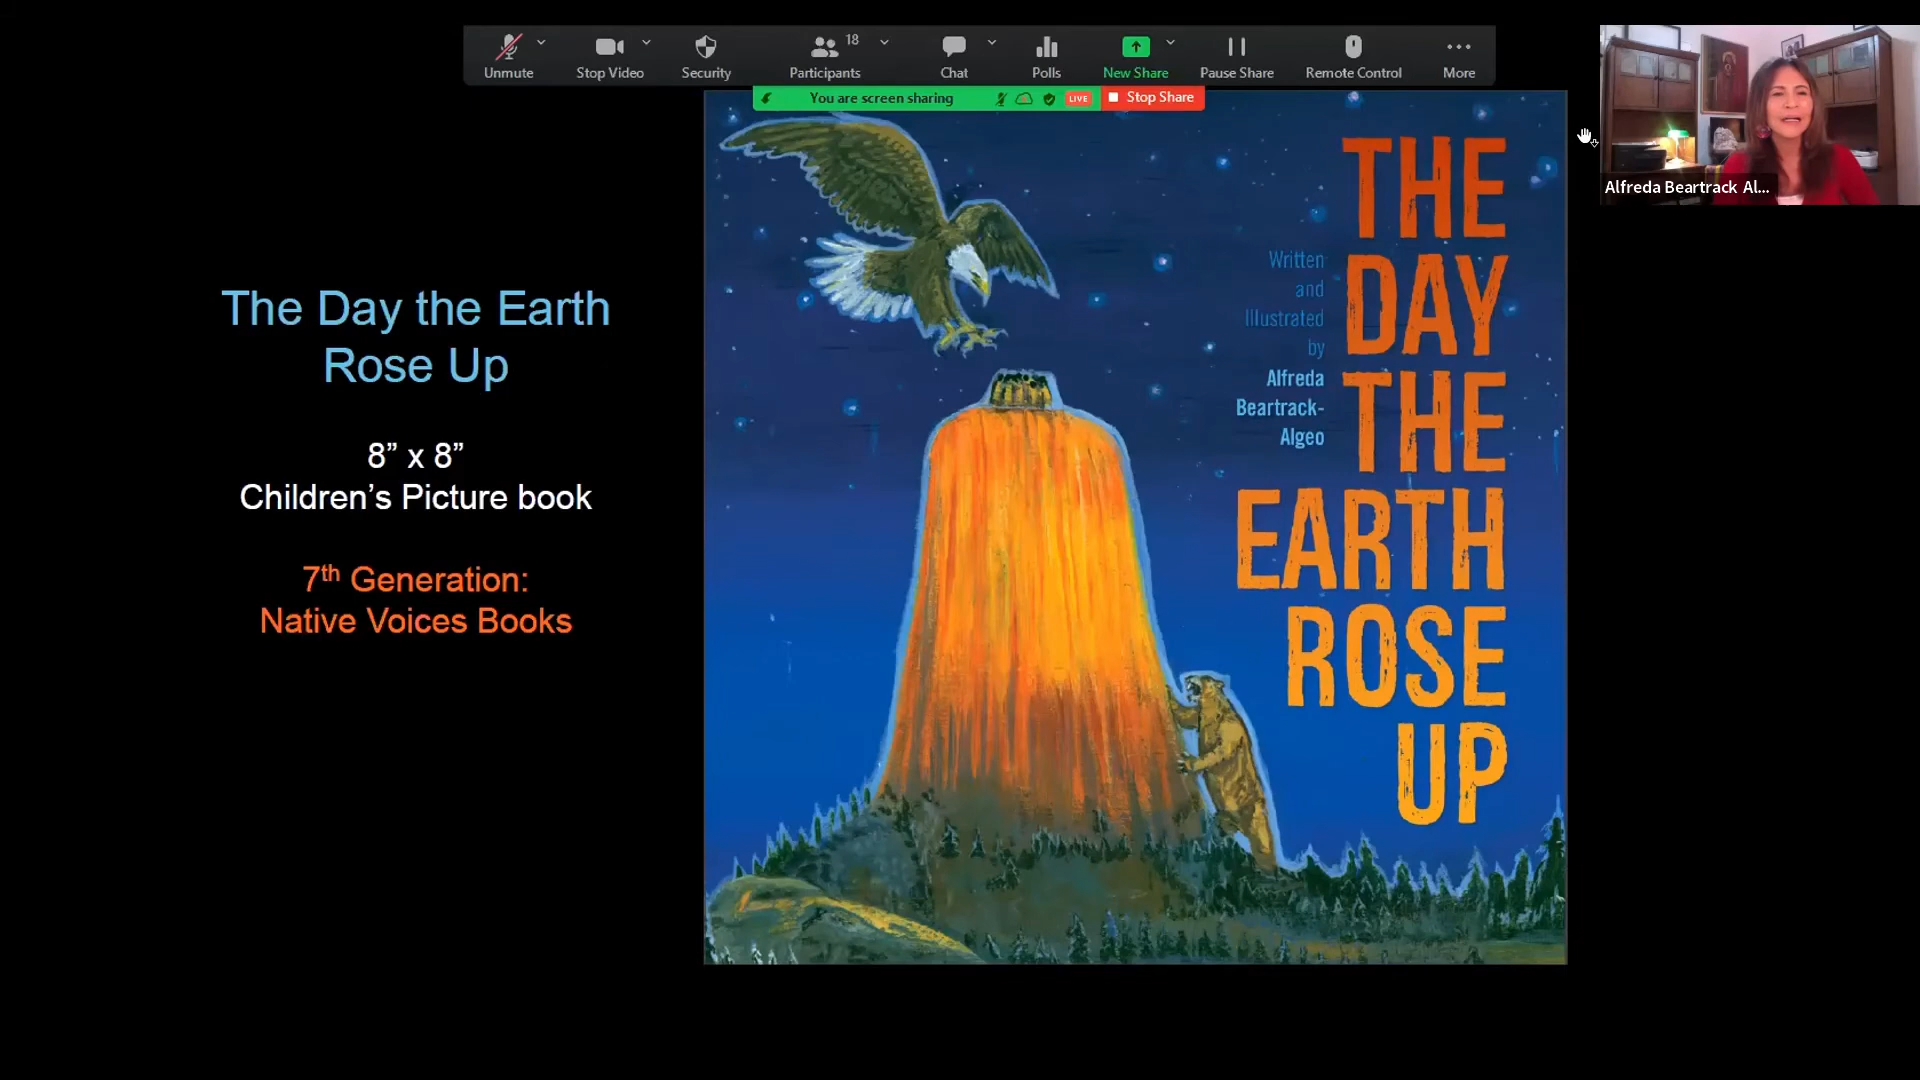 Unmute
Stop Video
Security
Participants
18
Chat
Polls
New Share
Pause Share
Remote Control
More
You are screen sharing
LIVE
Stop Share
Alfreda Beartrack Al...
The Day the Earth
Rose Up
8” x 8”
Children’s Picture book
7th Generation:
Native Voices Books
Written
and
Illustrated
by
Alfreda
Beartrack-
Algeo
THE
DAY
THE
EARTH
ROSE
UP